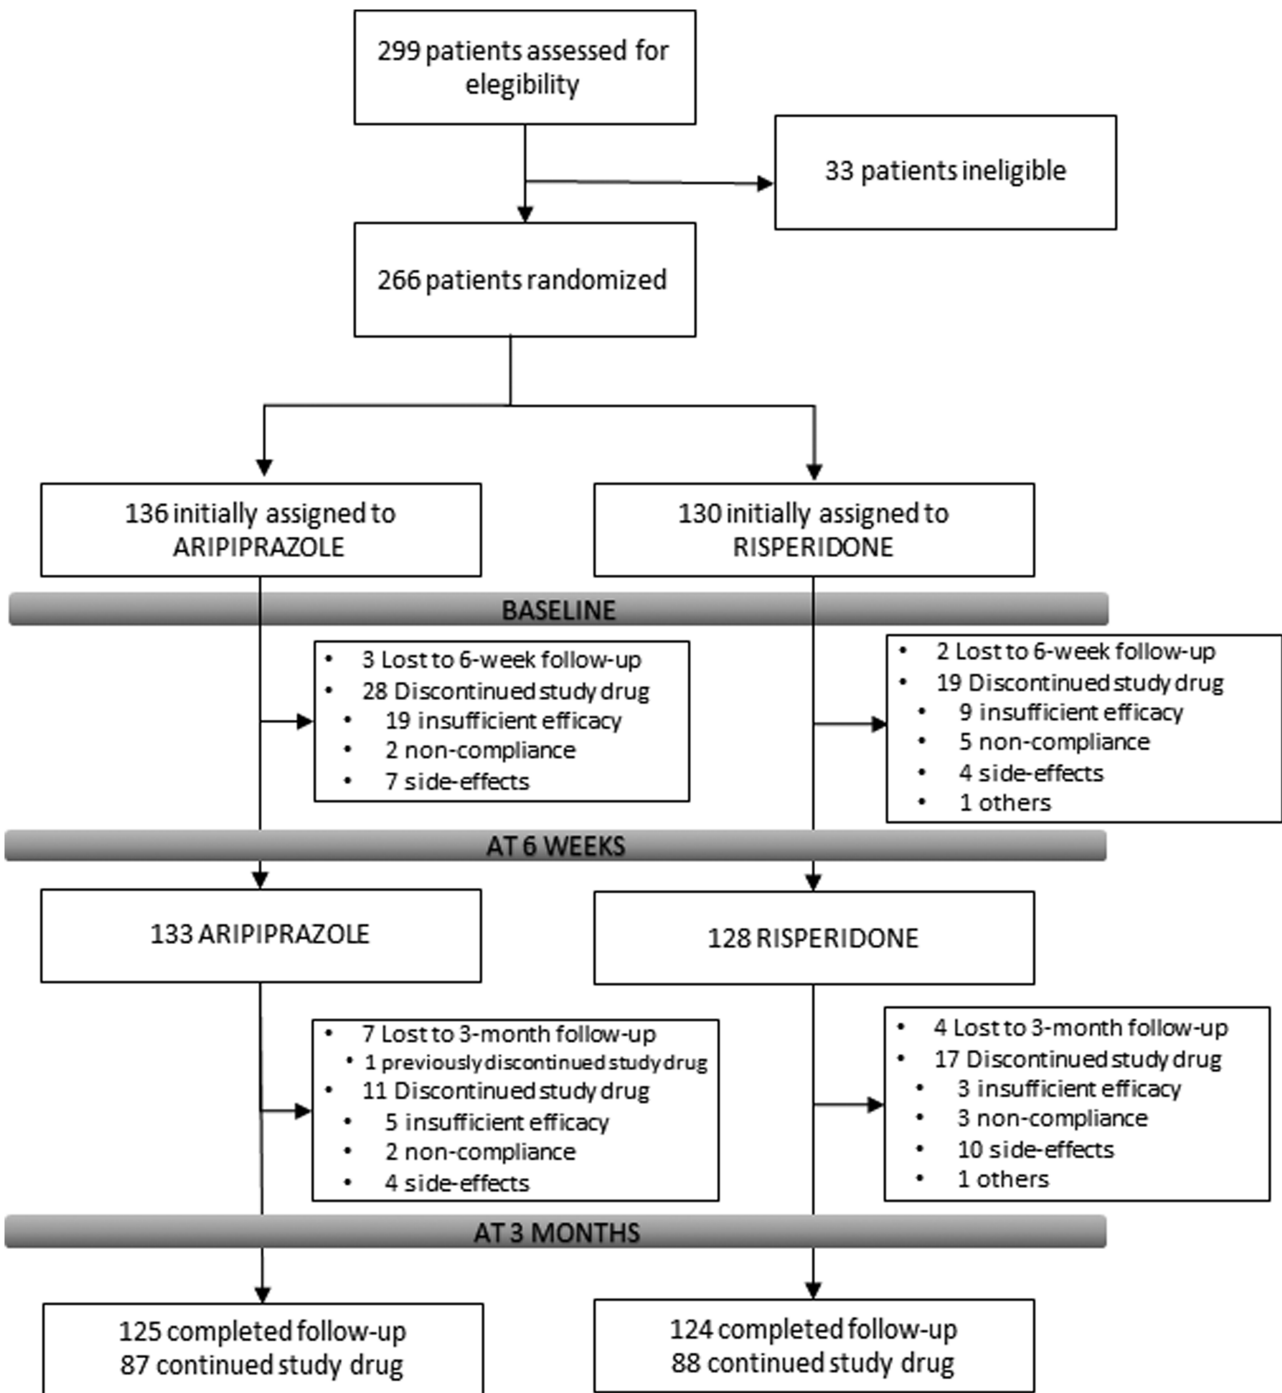 299 patients assessed for
elegibility
33 patients ineligible
266 patients randomized
136 initially assigned to
ARIPIPRAZOLE
130 initially assigned to
RISPERIDONE
BASELINE
• 3 Lost to 6-week follow-up
• 28 Discontinued study drug
• 19 insufficient efficacy
• 2 non-compliance
• 7 side-effects
• 2 Lost to 6-week follow-up
• 19 Discontinued study drug
• 9 insufficient efficacy
• 5 non-compliance
• 4 side-effects
• 1 others
AT 6 WEEKS
133 ARIPIPRAZOLE
128 RISPERIDONE
• 7 Lost to 3-month follow-up
• 1 previously discontinued study drug
• 11 Discontinued study drug
• 5 insufficient efficacy
• 2 non-compliance
• 4 side-effects
• 4 Lost to 3-month follow-up
• 17 Discontinued study drug
• 3 insufficient efficacy
• 3 non-compliance
• 10 side-effects
• 1 others
AT 3 MONTHS
125 completed follow-up
87 continued study drug
124 completed follow-up
88 continued study drug